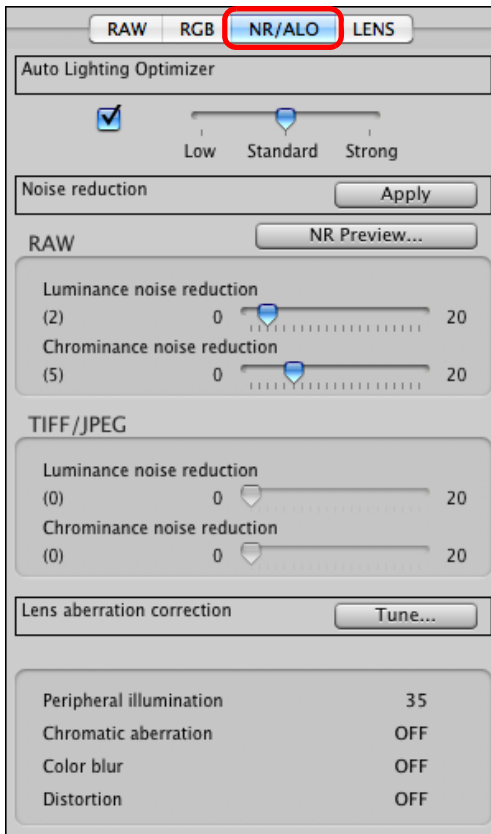 RAW RGB NR/ALO LENS
Auto Lighting Optimizer
Low Standard Strong
Noise reduction Apply
RAW NR Preview...
Luminance noise reduction
(2) 0 20
Chrominance noise reduction
(5) 0 20
TIFF/JPEG
Luminance noise reduction
(0) 0 20
Chrominance noise reduction
(0) 0 20
Lens aberration correction Tune...
Peripheral illumination 35
Chromatic aberration OFF
Color blur OFF
Distortion OFF